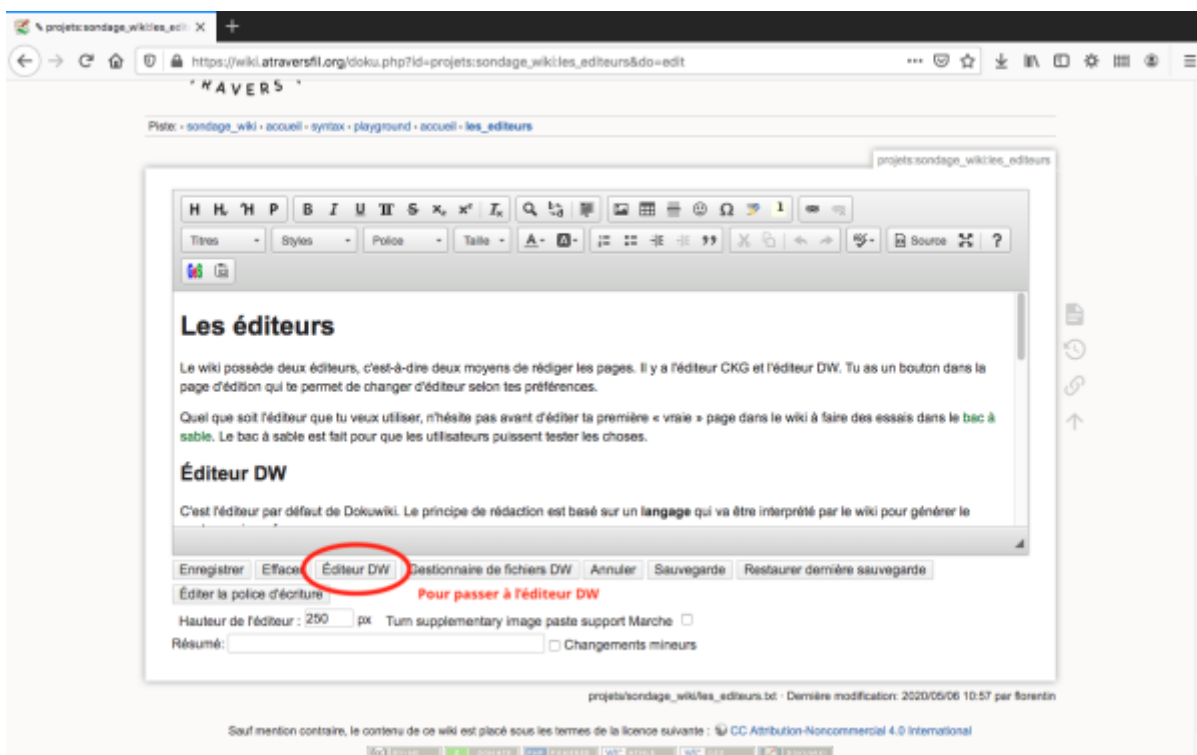 projets:sondage_wiki:les_edit
https://wiki.atraversfil.org/doku.php?id=projets:sondage_wiki:les_editeurs&do=edit
Piste: • sondage_wiki • accueil • syntax • playground • accueil • les_editeurs
projets:sondage_wiki:les_editeurs
H H H P B I U TT S x₂ x² Tx Ω 1
Titres Styles Police Taille A A Source ?
Les éditeurs
Le wiki possède deux éditeurs, c'est-à-dire deux moyens de rédiger les pages. Il y a l'éditeur CKG et l'éditeur DW. Tu as un bouton dans la
page d'édition qui te permet de changer d'éditeur selon tes préférences.
Quel que soit l'éditeur que tu veux utiliser, n'hésite pas avant d'éditer ta première « vraie » page dans le wiki à faire des essais dans le bac à
sable. Le bac à sable est fait pour que les utilisateurs puissent tester les choses.
Éditeur DW
C'est l'éditeur par défaut de Dokuwiki. Le principe de rédaction est basé sur un langage qui va être interprété par le wiki pour générer le
Enregistrer Effacer Éditeur DW Gestionnaire de fichiers DW Annuler Sauvegarde Restaurer dernière sauvegarde
Éditer la police d'écriture Pour passer à l'éditeur DW
Hauteur de l'éditeur : 250 px Turn supplementary image paste support Marche
Résumé: Changements mineurs
projets/sondage_wiki/les_editeurs.txt · Dernière modification: 2020/05/06 10:57 par florentin
Sauf mention contraire, le contenu de ce wiki est placé sous les termes de la licence suivante : CC Attribution-Noncommercial 4.0 International